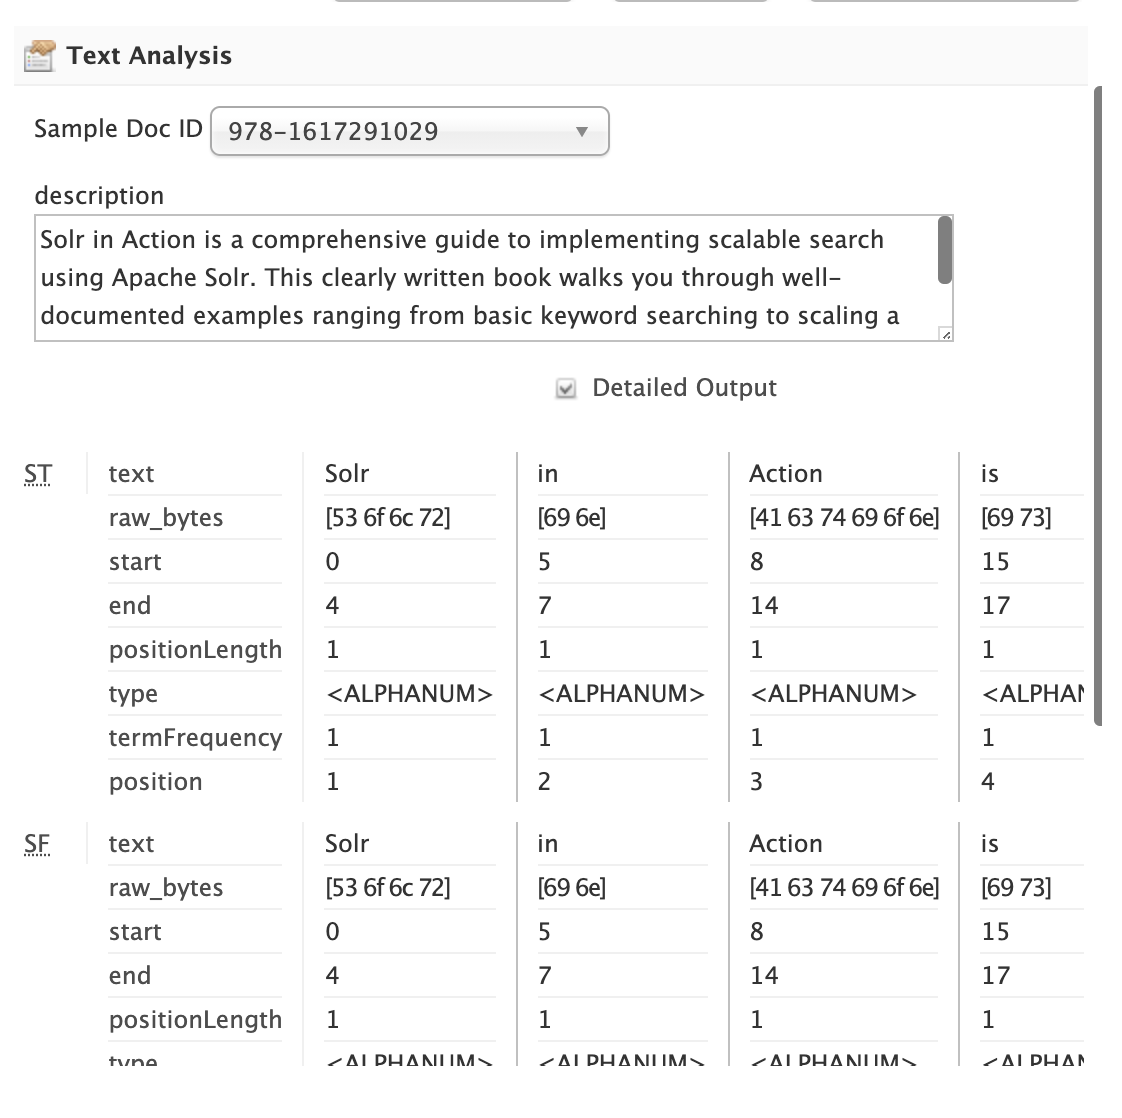 Text Analysis
Sample Doc ID 978-1617291029
description
Solr in Action is a comprehensive guide to implementing scalable search
using Apache Solr. This clearly written book walks you through well-
documented examples ranging from basic keyword searching to scaling a
Detailed Output
ST text Solr in Action is
raw_bytes [53 6f 6c 72] [69 6e] [41 63 74 69 6f 6e] [69 73]
start 0 5 8 15
end 4 7 14 17
positionLength 1 1 1 1
type <ALPHANUM> <ALPHANUM> <ALPHANUM> <ALPHAN
termFrequency 1 1 1 1
position 1 2 3 4
SF text Solr in Action is
raw_bytes [53 6f 6c 72] [69 6e] [41 63 74 69 6f 6e] [69 73]
start 0 5 8 15
end 4 7 14 17
positionLength 1 1 1 1
type <ALPHANUM> <ALPHANUM> <ALPHANUM> <ALPHAN